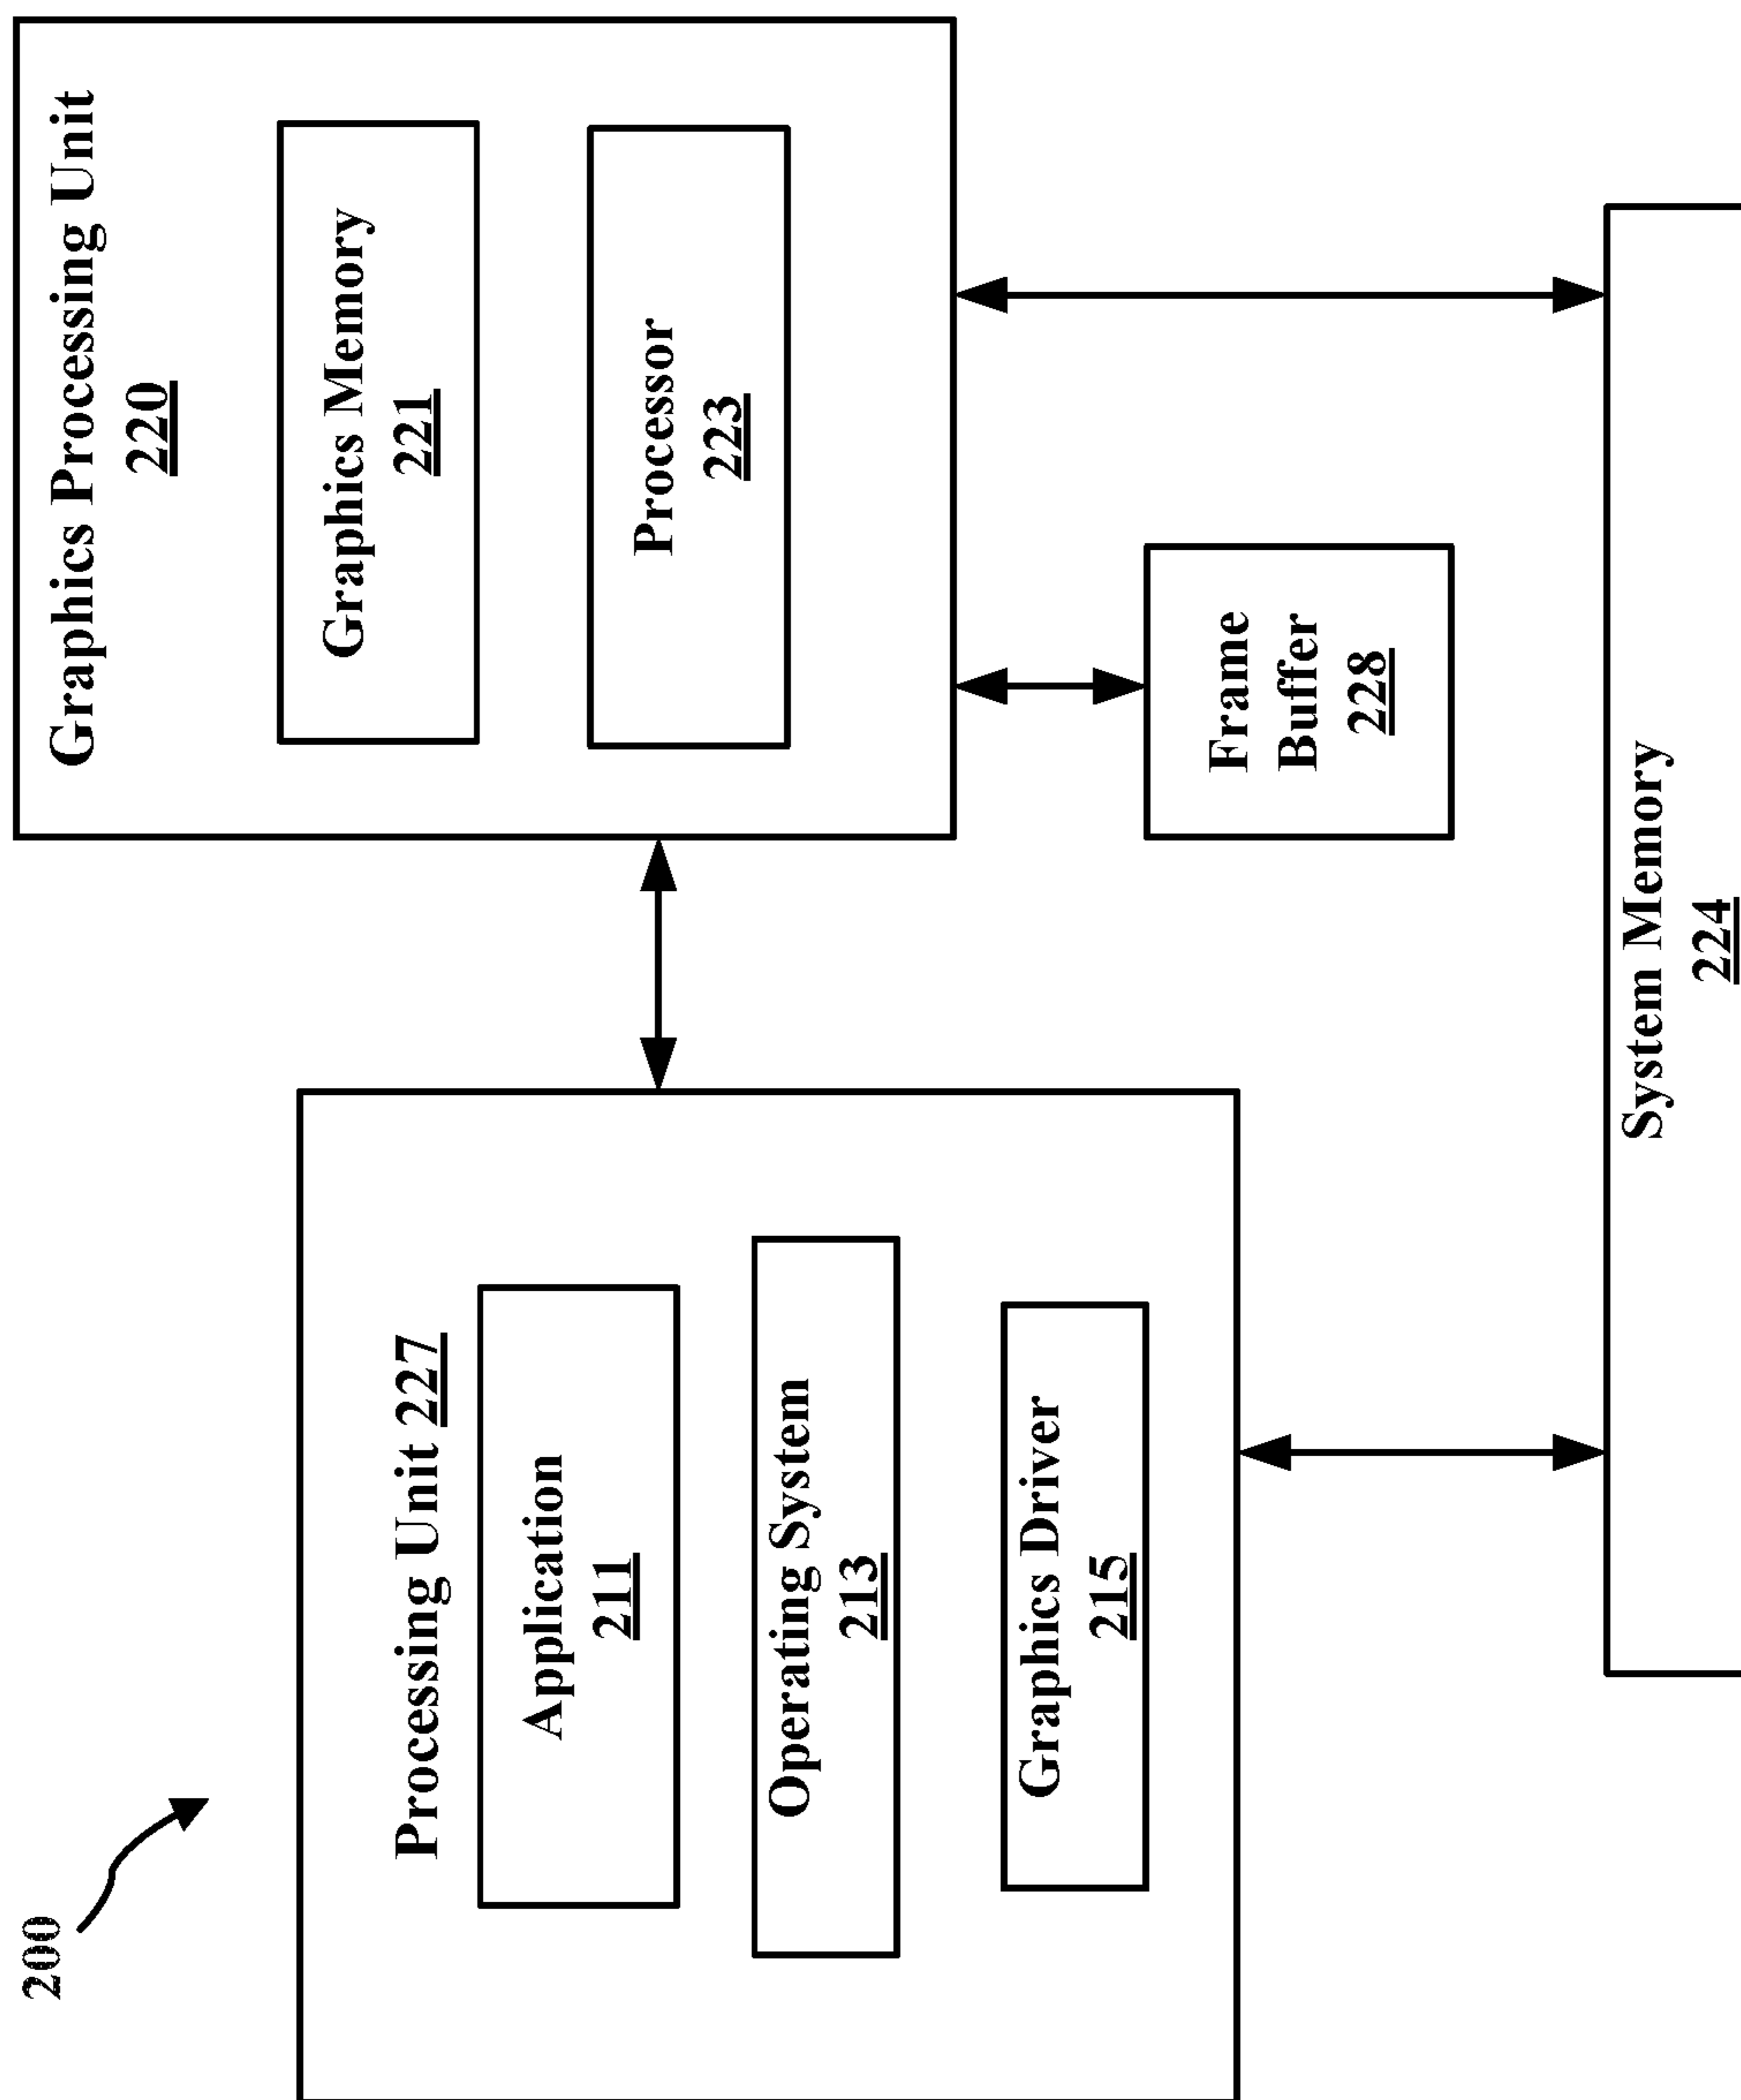 200
Processing Unit 227
Application
211
Operating System
213
Graphics Driver
215
Graphics Processing Unit
220
Graphics Memory
221
Processor
223
Frame
Buffer
228
System Memory
224